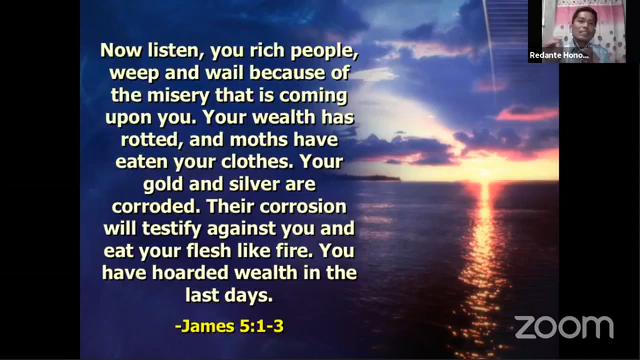 Now listen, you rich people,
weep and wail because of
the misery that is coming
upon you. Your wealth has
rotted, and moths have
eaten your clothes. Your
gold and silver are
corroded. Their corrosion
will testify against you and
eat your flesh like fire. You
have hoarded wealth in the
last days.
-James 5:1-3
Redante Hono...
zoom